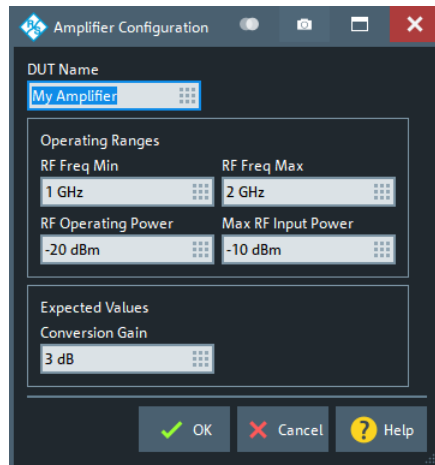 Amplifier Configuration
DUT Name
My Amplifier
Operating Ranges
RF Freq Min RF Freq Max
1 GHz 2 GHz
RF Operating Power Max RF Input Power
-20 dBm -10 dBm
Expected Values
Conversion Gain
3 dB
OK Cancel ? Help